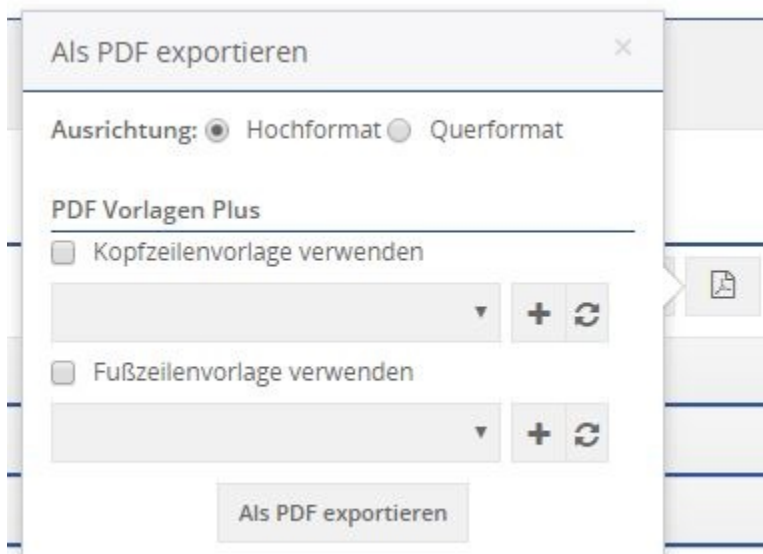 Als PDF exportieren
Ausrichtung: Hochformat Querformat
PDF Vorlagen Plus
Kopfzeilenvorlage verwenden
Fußzeilenvorlage verwenden
Als PDF exportieren